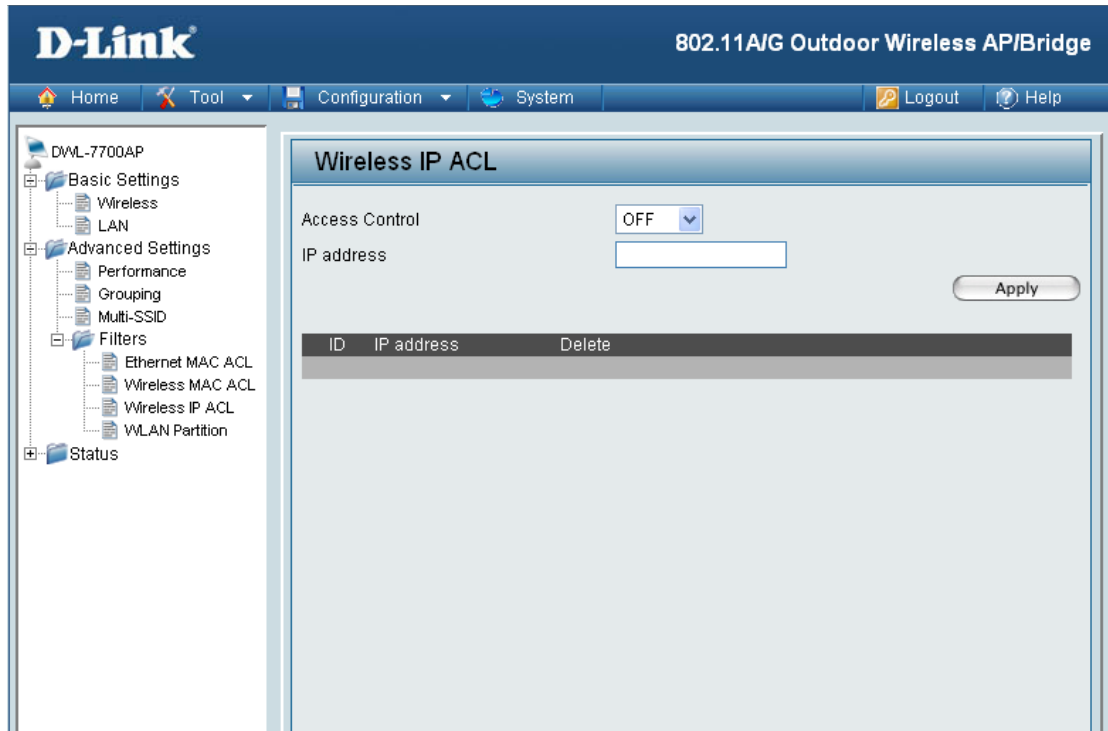 D-Link
802.11A/G Outdoor Wireless AP/Bridge
Home Tool Configuration System Logout Help
DWL-7700AP
Basic Settings
Wireless
LAN
Advanced Settings
Performance
Grouping
Multi-SSID
Filters
Ethernet MAC ACL
Wireless MAC ACL
Wireless IP ACL
WLAN Partition
Status
Wireless IP ACL
Access Control OFF
IP address
Apply
ID IP address Delete